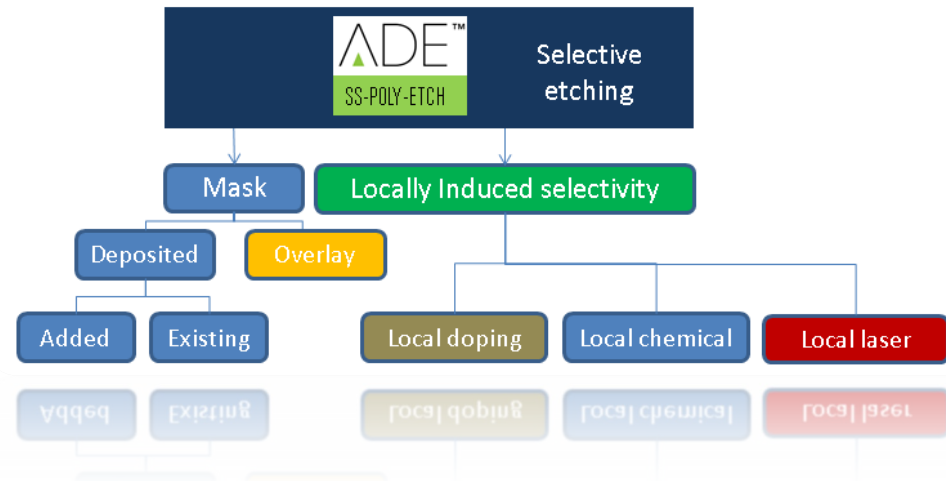 ADE™
SS-POLY-ETCH
Selective
etching
Mask
Locally Induced selectivity
Deposited
Overlay
Added
Existing
Local doping
Local chemical
Local laser